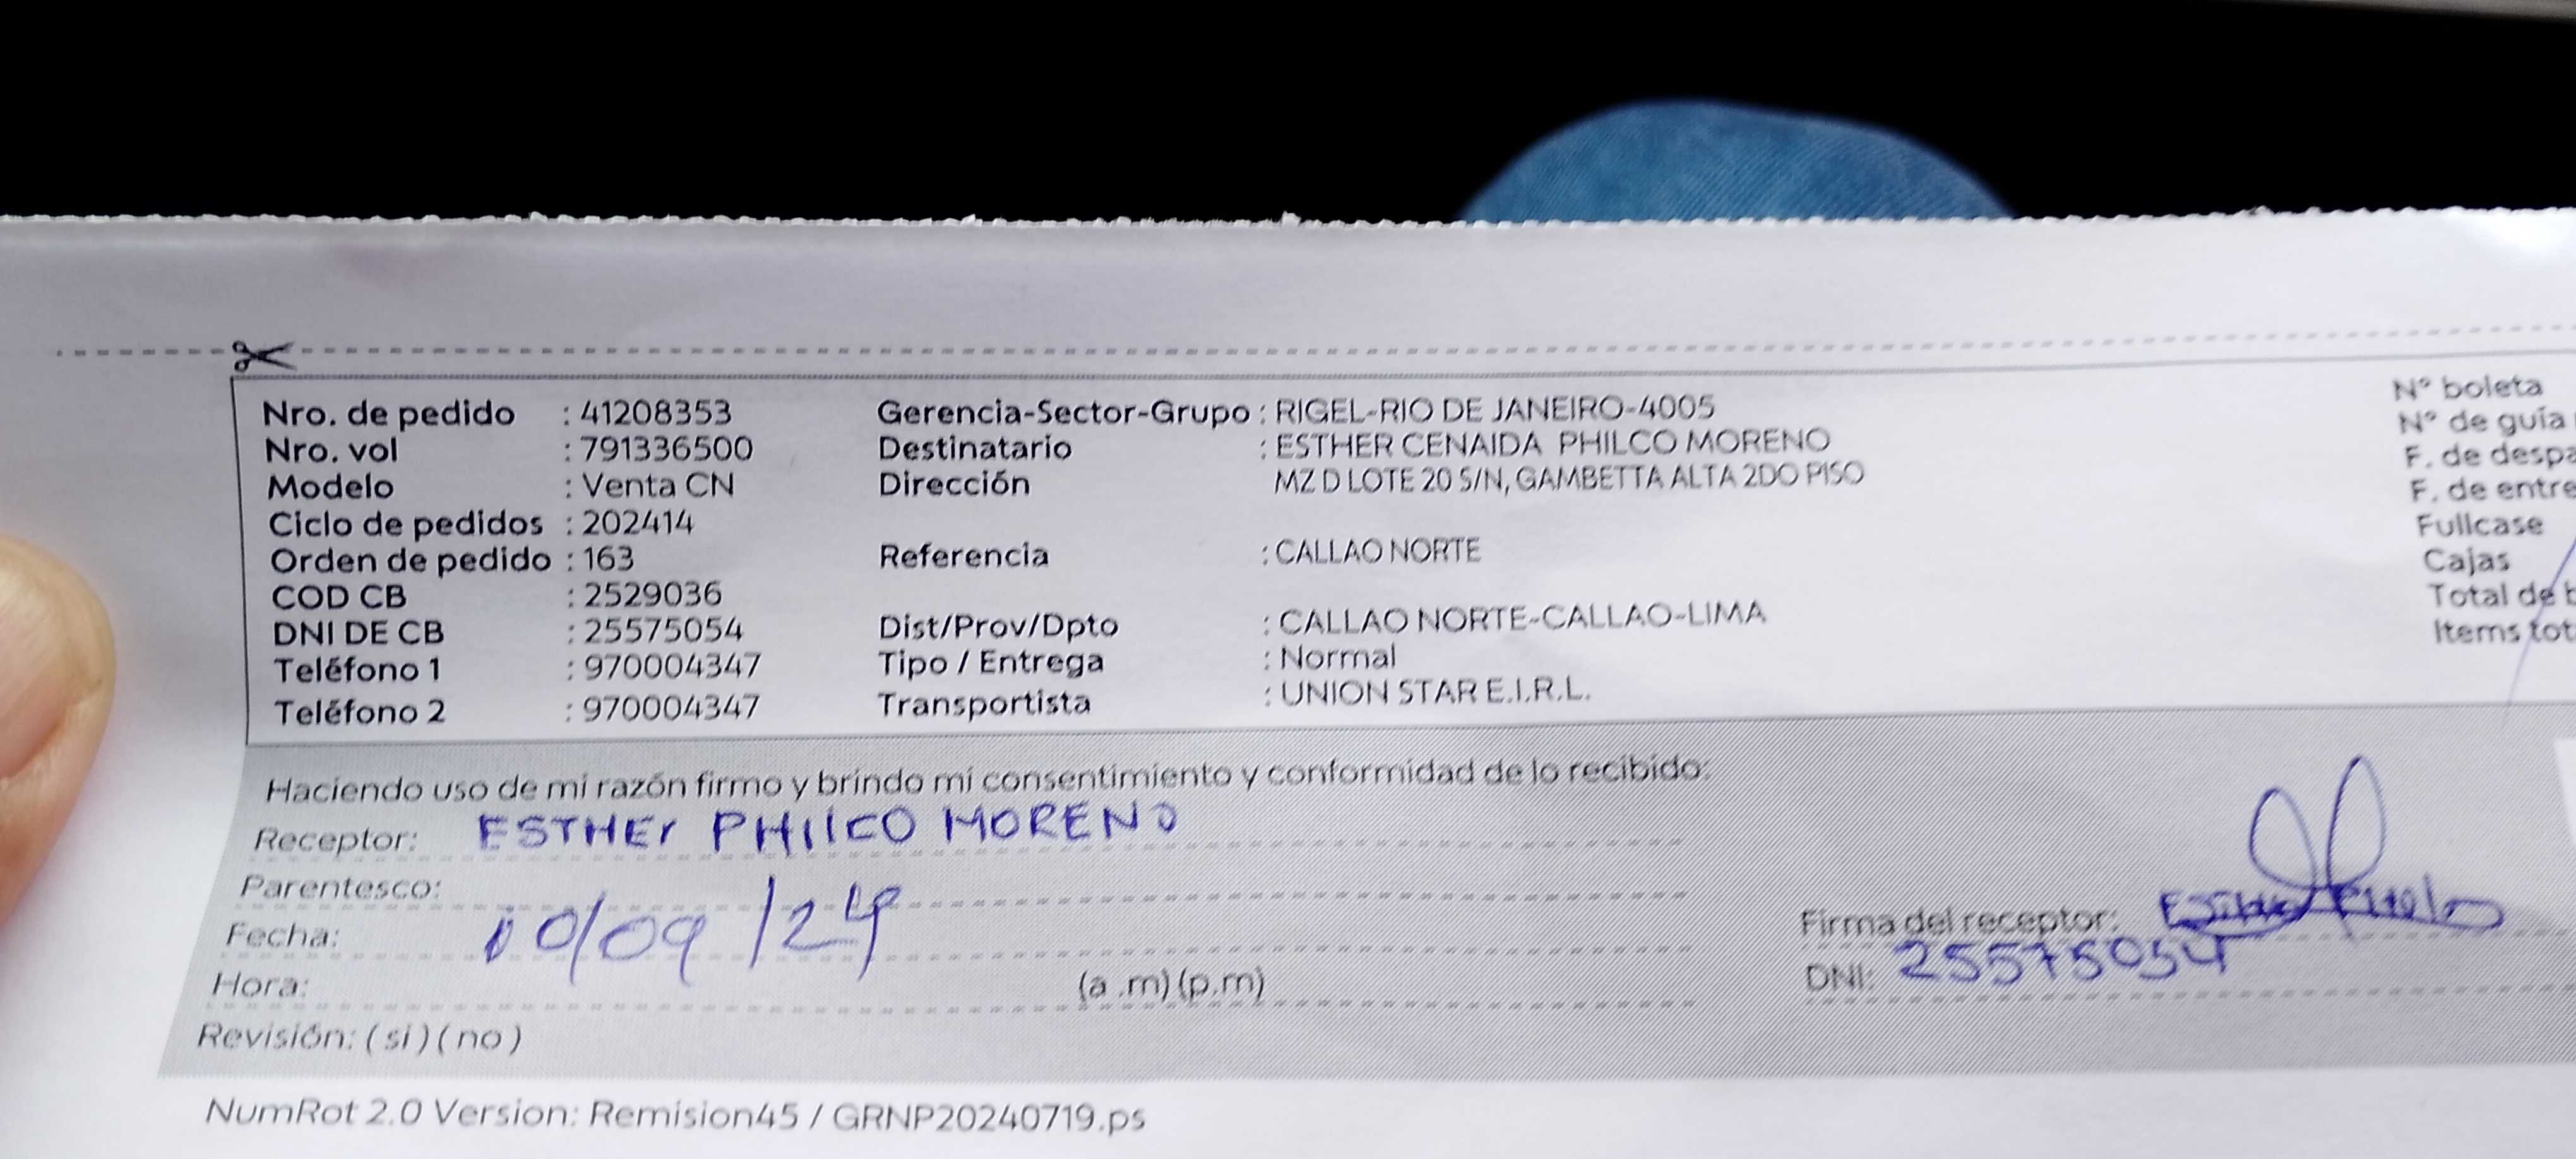 Nro. de pedido : 41208353 Gerencia-Sector-Grupo : RIGEL-RIO DE JANEIRO-4005 N° boleta
Nro. vol : 791336500 Destinatario : ESTHER CENAIDA PHILCO MORENO N° de guía
Modelo : Venta CN Dirección MZ D LOTE 20 S/N, GAMBETTA ALTA 2DO PISO F. de despa
Ciclo de pedidos : 202414 F. de entre
Orden de pedido : 163 Referencia : CALLAO NORTE Fullcase
COD CB : 2529036 Cajas
DNI DE CB : 25575054 Dist/Prov/Dpto : CALLAO NORTE-CALLAO-LIMA Total de b
Teléfono 1 : 970004347 Tipo / Entrega : Normal Items tot
Teléfono 2 : 970004347 Transportista : UNION STAR E.I.R.L.
Haciendo uso de mi razón firmo y brindo mi consentimiento y conformidad de lo recibido:
Receptor: ESTHEr PHIlCO MORENO
Parentesco:
Fecha: 10/09/24 Firma del receptor:
Hora: (a .m) (p.m) DNI: 25575054
Revisión: ( si ) ( no )
NumRot 2.0 Version: Remision45 / GRNP20240719.ps